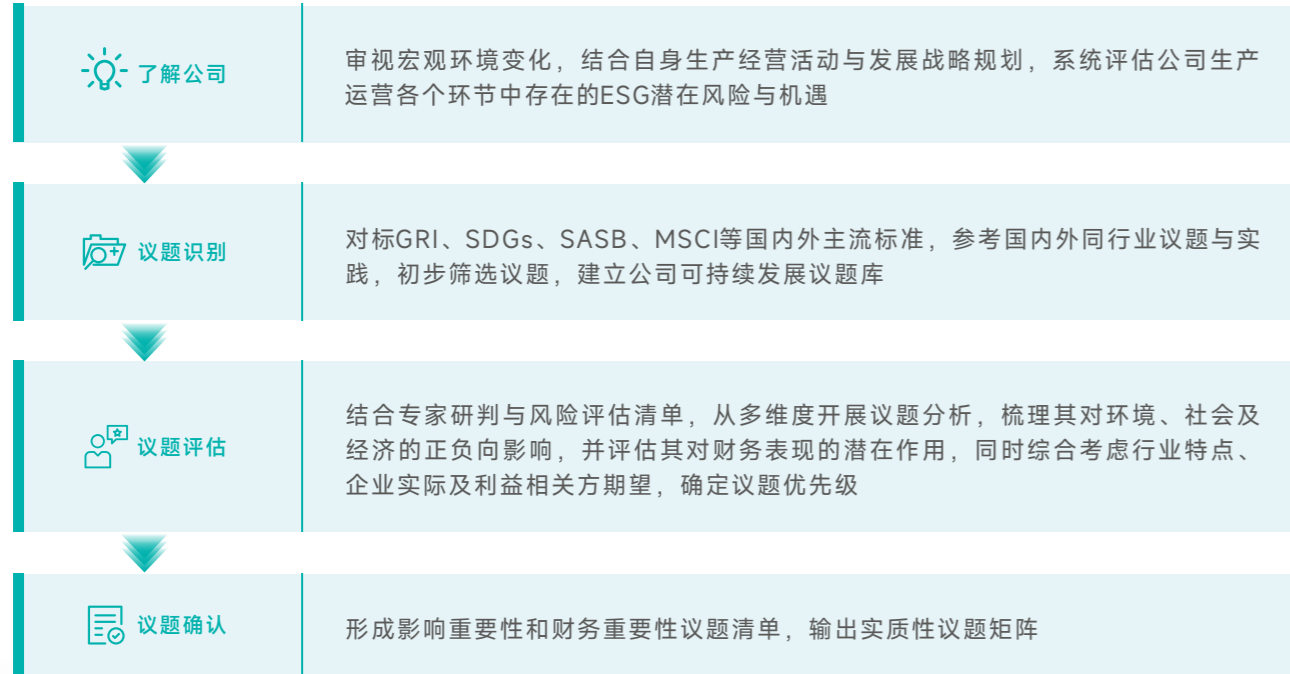 了解公司
审视宏观环境变化，结合自身生产经营活动与发展战略规划，系统评估公司生产
运营各个环节中存在的ESG潜在风险与机遇
议题识别
对标GRI、SDGs、SASB、MSCI等国内外主流标准，参考国内外同行业议题与实
践，初步筛选议题，建立公司可持续发展议题库
议题评估
结合专家研判与风险评估清单，从多维度开展议题分析，梳理其对环境、社会及
经济的正负向影响，并评估其对财务表现的潜在作用，同时综合考虑行业特点、
企业实际及利益相关方期望，确定议题优先级
议题确认
形成影响重要性和财务重要性议题清单，输出实质性议题矩阵